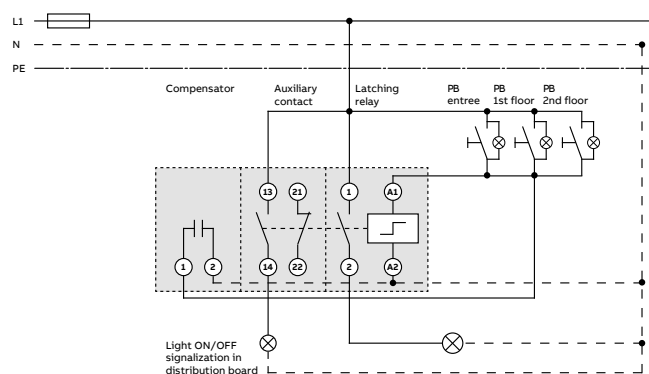 L1
N
PE
Compensator
Auxiliary
contact
Latching
relay
PB
entree
PB
1st floor
PB
2nd floor
13
21
1
A1
1
2
14
22
2
A2
Light ON/OFF
signalization in
distribution board